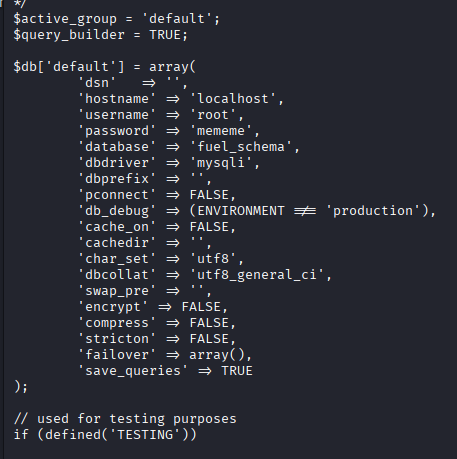 */
$active_group = 'default';
$query_builder = TRUE;
$db['default'] = array(
'dsn' => '',
'hostname' => 'localhost',
'username' => 'root',
'password' => 'mememe',
'database' => 'fuel_schema',
'dbdriver' => 'mysqli',
'dbprefix' => '',
'pconnect' => FALSE,
'db_debug' => (ENVIRONMENT !== 'production'),
'cache_on' => FALSE,
'cachedir' => '',
'char_set' => 'utf8',
'dbcollat' => 'utf8_general_ci',
'swap_pre' => '',
'encrypt' => FALSE,
'compress' => FALSE,
'stricton' => FALSE,
'failover' => array(),
'save_queries' => TRUE
);
// used for testing purposes
if (defined('TESTING'))